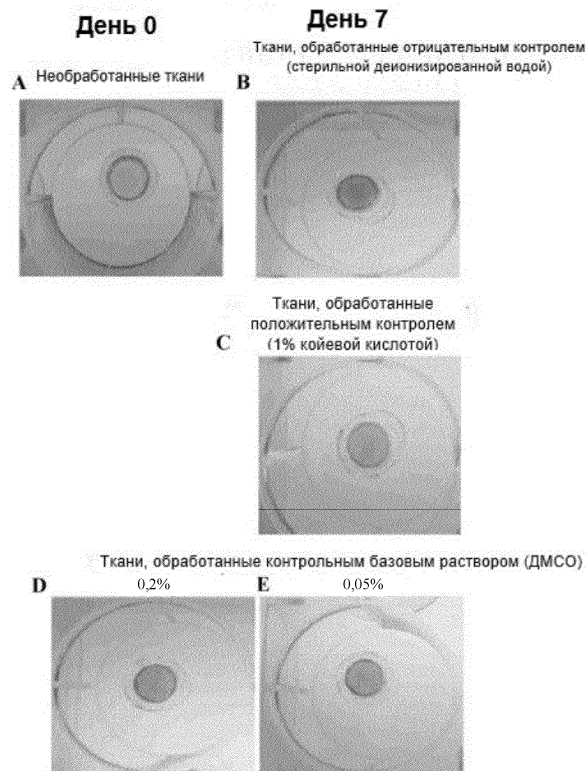 День 0
День 7
A Необработанные ткани
B Ткани, обработанные отрицательным контролем
(стерильной деионизированной водой)
C Ткани, обработанные
положительным контролем
(1% койевой кислотой)
Ткани, обработанные контрольным базовым раствором (ДМСО)
D 0,2%
E 0,05%